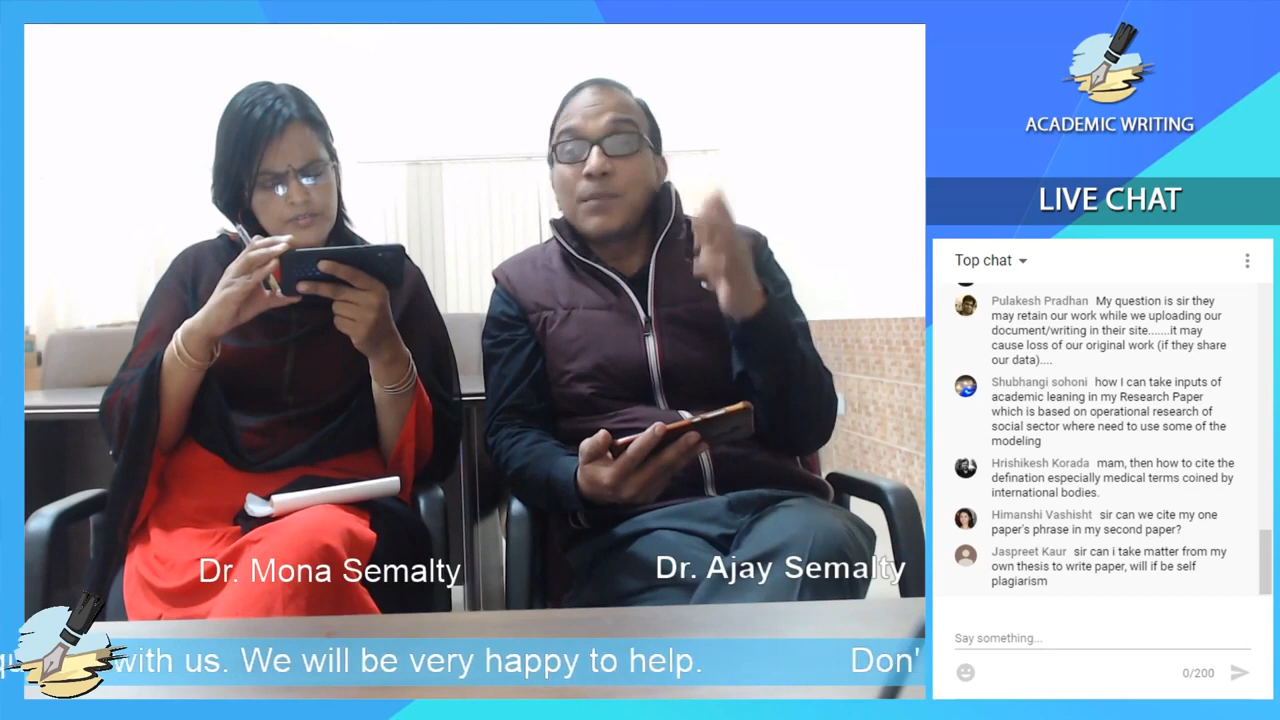 ACADEMIC WRITING
LIVE CHAT
Top chat
Pulakesh Pradhan My question is sir they
may retain our work while we uploading our
document/writing in their site.......it may
cause loss of our original work (if they share
our data)....
Shubhangi sohoni how I can take inputs of
academic leaning in my Research Paper
which is based on operational research of
social sector where need to use some of the
modeling
Hrishikesh Korada mam, then how to cite the
defination especially medical terms coined by
international bodies.
Himanshi Vashisht sir can we cite my one
paper's phrase in my second paper?
Jaspreet Kaur sir can i take matter from my
own thesis to write paper, will if be self
plagiarism
Say something...
0/200
Dr. Mona Semalty
Dr. Ajay Semalty
with us. We will be very happy to help. Don'